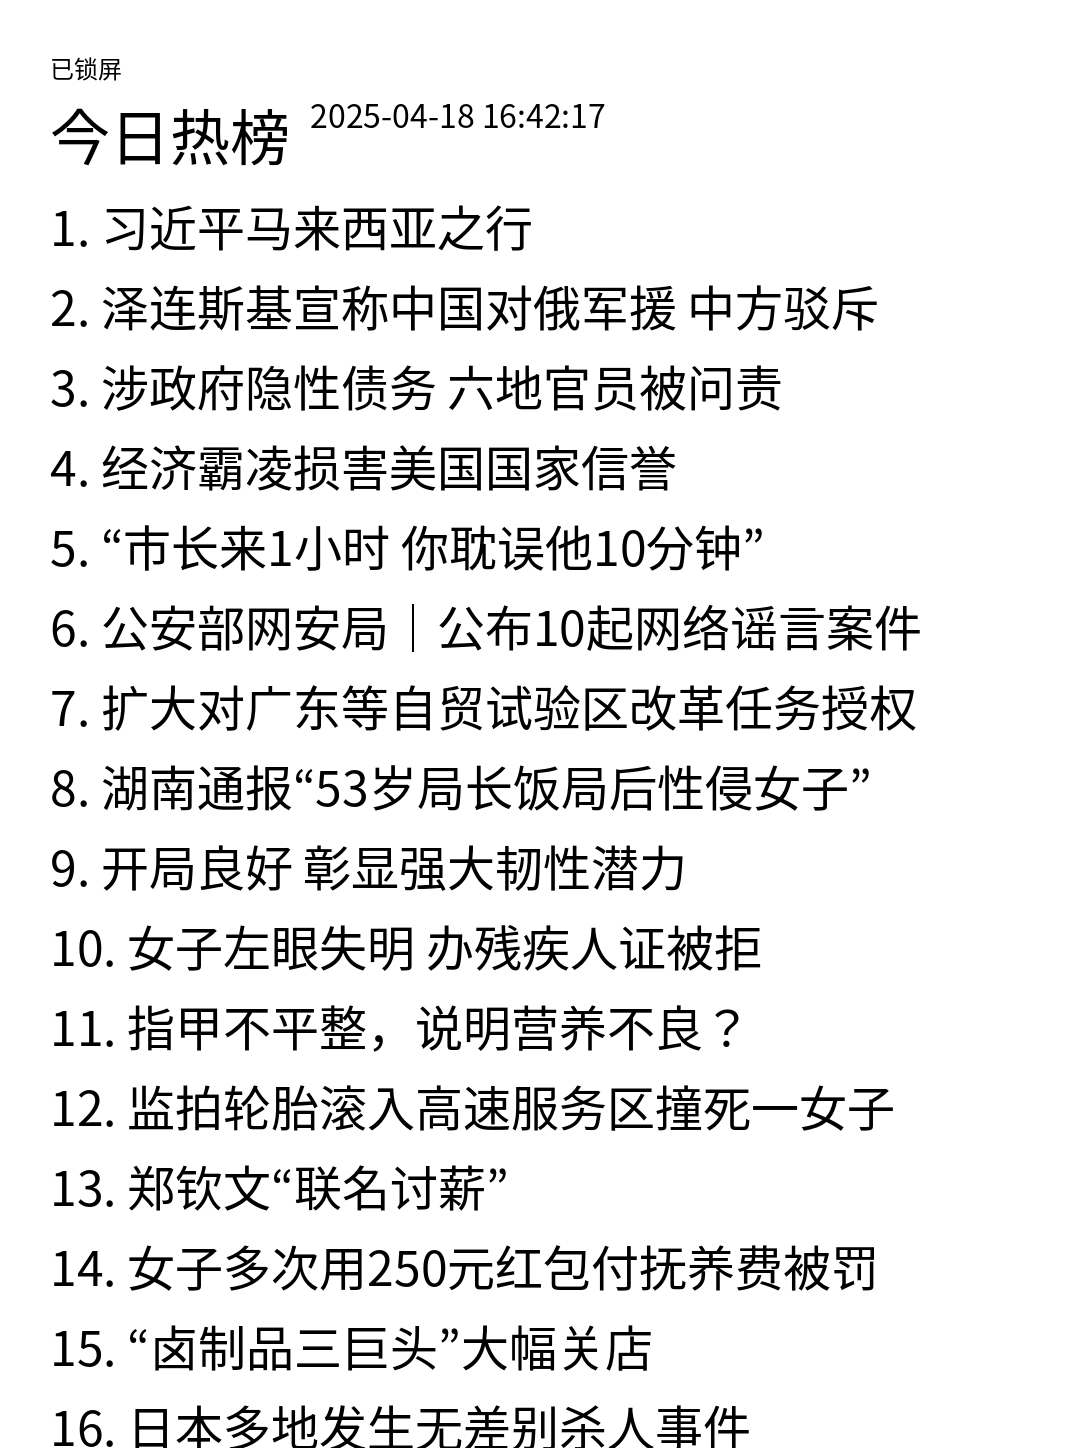 已锁屏
今日热榜 2025-04-18 16:42:17
1. 习近平马来西亚之行
2. 泽连斯基宣称中国对俄军援 中方驳斥
3. 涉政府隐性债务 六地官员被问责
4. 经济霸凌损害美国国家信誉
5. “市长来1小时 你耽误他10分钟”
6. 公安部网安局｜公布10起网络谣言案件
7. 扩大对广东等自贸试验区改革任务授权
8. 湖南通报“53岁局长饭局后性侵女子”
9. 开局良好 彰显强大韧性潜力
10. 女子左眼失明 办残疾人证被拒
11. 指甲不平整，说明营养不良？
12. 监拍轮胎滚入高速服务区撞死一女子
13. 郑钦文“联名讨薪”
14. 女子多次用250元红包付抚养费被罚
15. “卤制品三巨头”大幅关店
16. 日本多地发生无差别杀人事件